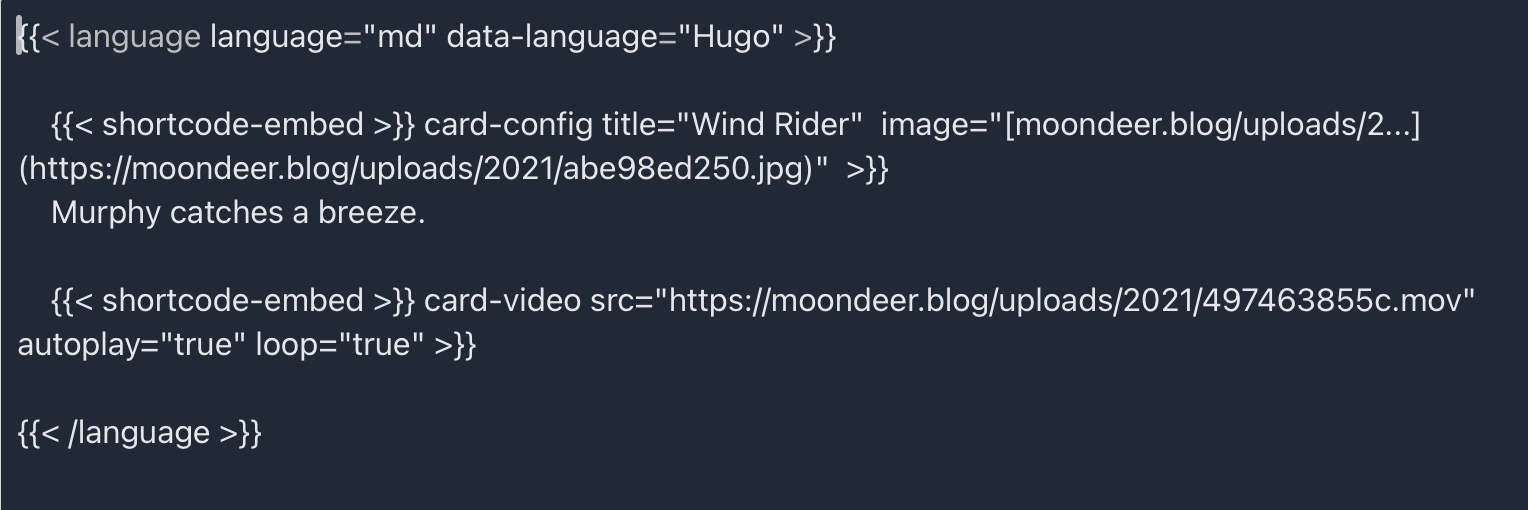 {{< language language="md" data-language="Hugo" >}}
{{< shortcode-embed >}} card-config title="Wind Rider"  image="[moondeer.blog/uploads/2...]
(https://moondeer.blog/uploads/2021/abe98ed250.jpg)"  >}}
Murphy catches a breeze.
{{< shortcode-embed >}} card-video src="https://moondeer.blog/uploads/2021/497463855c.mov"
autoplay="true" loop="true" >}}
{{< /language >}}